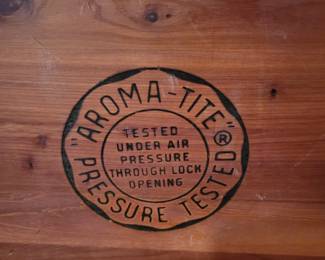 "AROMA-TITE"®
TESTED
UNDER AIR
PRESSURE
THROUGH LOCK
OPENING
PRESSURE TESTED